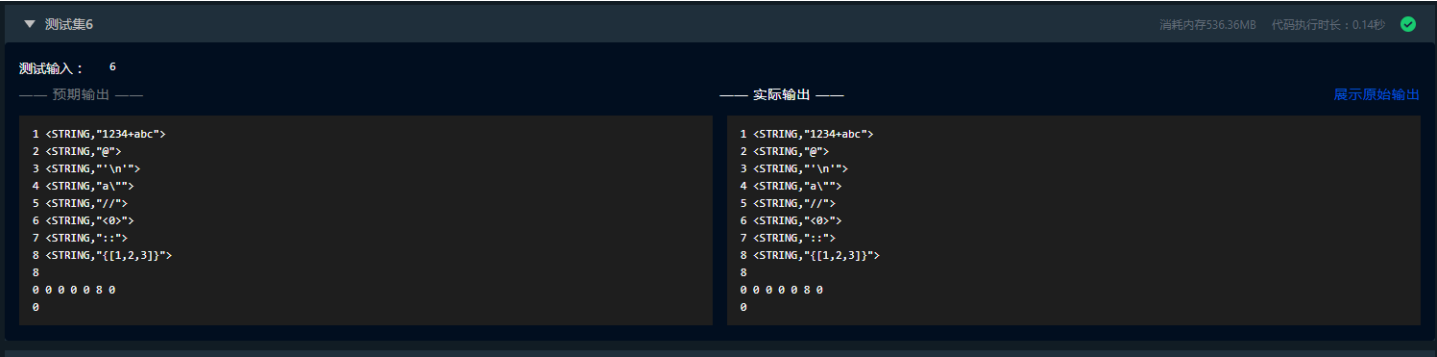 测试集6
消耗内存536.36MB 代码执行时长：0.14秒
测试输入： 6
—— 预期输出 ——
1 <STRING,"1234+abc">
2 <STRING,"@">
3 <STRING,"'\n'">
4 <STRING,"a\"">
5 <STRING,"//">
6 <STRING,"<0>">
7 <STRING,"::">
8 <STRING,"{[1,2,3]}">
8
0 0 0 0 0 8 0
0
—— 实际输出 ——
展示原始输出
1 <STRING,"1234+abc">
2 <STRING,"@">
3 <STRING,"'\n'">
4 <STRING,"a\"">
5 <STRING,"//">
6 <STRING,"<0>">
7 <STRING,"::">
8 <STRING,"{[1,2,3]}">
8
0 0 0 0 0 8 0
0